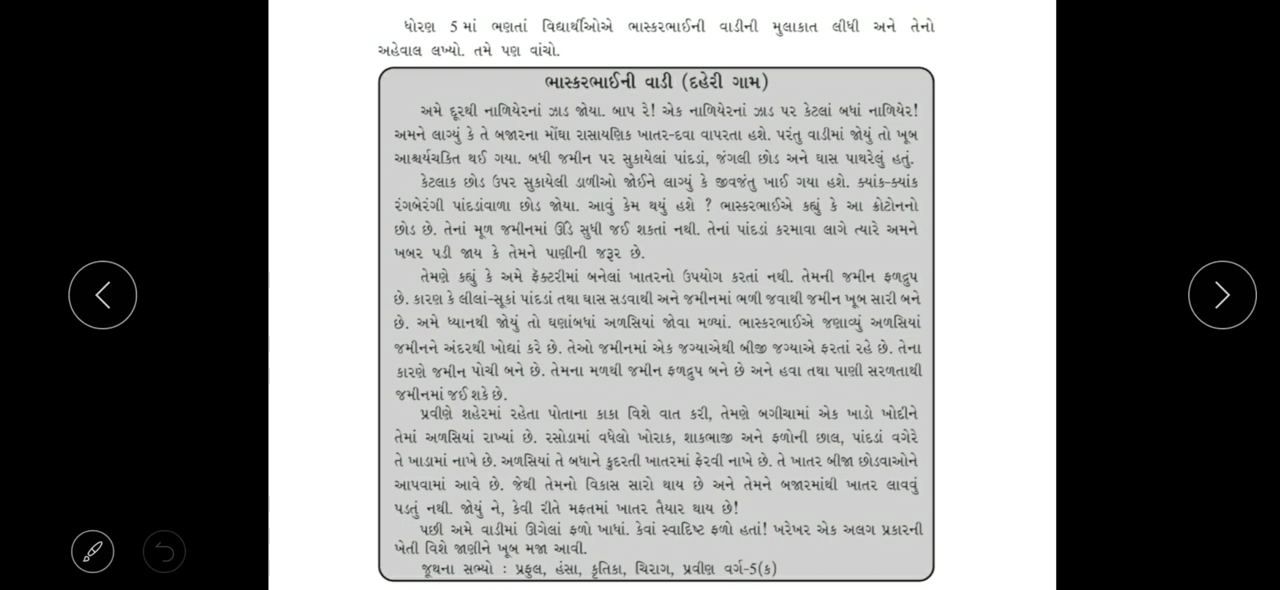 ધોરણ 5 માં ભણતાં વિદ્યાર્થીઓએ ભાસ્કરભાઈની વાડીની મુલાકાત લીધી અને તેનો
અહેવાલ લખ્યો. તમે પણ વાંચો.
ભાસ્કરભાઈની વાડી (દહેરી ગામ)
અમે દૂરથી નાળિયેરનાં ઝાડ જોયા. બાપ રે! એક નાળિયેરનાં ઝાડ પર કેટલાં બધાં નાળિયેર!
અમને લાગ્યું કે તે બજારના મોંઘા રાસાયણિક ખાતર-દવા વાપરતા હશે. પરંતુ વાડીમાં જોયું તો ખૂબ
આશ્ચર્યચકિત થઈ ગયા. બધી જમીન પર સુકાયેલાં પાંદડાં, જંગલી છોડ અને ઘાસ પાથરેલું હતું.
કેટલાક છોડ ઉપર સુકાયેલી ડાળીઓ જોઈને લાગ્યું કે જીવજંતુ ખાઈ ગયા હશે. ક્યાંક-ક્યાંક
રંગબેરંગી પાંદડાંવાળા છોડ જોયા. આવું કેમ થયું હશે ? ભાસ્કરભાઈએ કહ્યું કે આ ક્રોટોનનો
છોડ છે. તેનાં મૂળ જમીનમાં ઊંડે સુધી જઈ શકતાં નથી. તેનાં પાંદડાં કરમાવા લાગે ત્યારે અમને
ખબર પડી જાય કે તેમને પાણીની જરૂર છે.
તેમણે કહ્યું કે અમે ફૅક્ટરીમાં બનેલાં ખાતરનો ઉપયોગ કરતાં નથી. તેમની જમીન ફળદ્રુપ
છે. કારણ કે લીલાં-સૂકાં પાંદડાં તથા ઘાસ સડવાથી અને જમીનમાં ભળી જવાથી જમીન ખૂબ સારી બને
છે. અમે ધ્યાનથી જોયું તો ઘણાંબધાં અળસિયાં જોવા મળ્યાં. ભાસ્કરભાઈએ જણાવ્યું અળસિયાં
જમીનને અંદરથી ખોદ્યાં કરે છે. તેઓ જમીનમાં એક જગ્યાએથી બીજી જગ્યાએ ફરતાં રહે છે. તેના
કારણે જમીન પોચી બને છે. તેમના મળથી જમીન ફળદ્રુપ બને છે અને હવા તથા પાણી સરળતાથી
જમીનમાં જઈ શકે છે.
પ્રવીણે શહેરમાં રહેતા પોતાના કાકા વિશે વાત કરી, તેમણે બગીચામાં એક ખાડો ખોદીને
તેમાં અળસિયાં રાખ્યાં છે. રસોડામાં વધેલો ખોરાક, શાકભાજી અને ફળોની છાલ, પાંદડાં વગેરે
તે ખાડામાં નાખે છે. અળસિયાં તે બધાને કુદરતી ખાતરમાં ફેરવી નાખે છે. તે ખાતર બીજા છોડવાઓને
આપવામાં આવે છે. જેથી તેમનો વિકાસ સારો થાય છે અને તેમને બજારમાંથી ખાતર લાવવું
પડતું નથી. જોયું ને, કેવી રીતે મફતમાં ખાતર તૈયાર થાય છે!
પછી અમે વાડીમાં ઊગેલાં ફળો ખાધાં. કેવાં સ્વાદિષ્ટ ફળો હતાં! ખરેખર એક અલગ પ્રકારની
ખેતી વિશે જાણીને ખૂબ મજા આવી.
જૂથના સભ્યો : પ્રફુલ, હંસા, કૃતિકા, ચિરાગ, પ્રવીણ વર્ગ-5(ક)